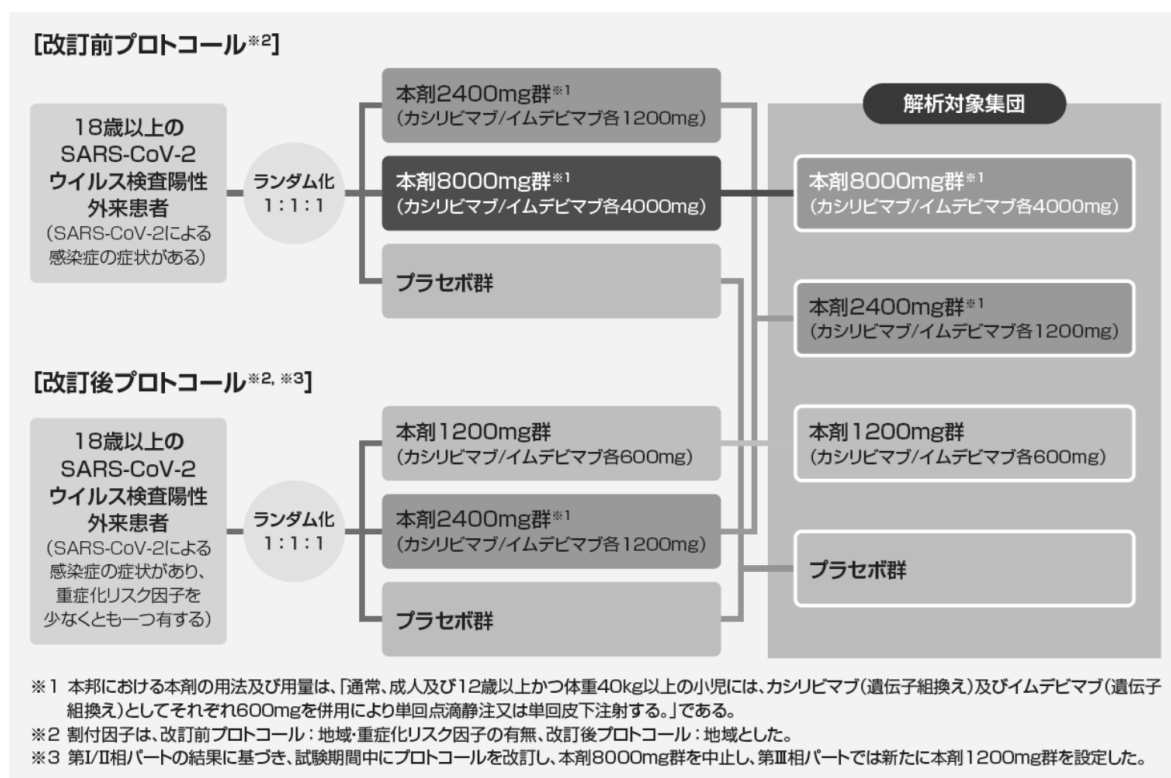 [改訂前プロトコール※2]
18歳以上の
SARS-CoV-2
ウイルス検査陽性
外来患者
(SARS-CoV-2による
感染症の症状がある)
ランダム化
1：1：1
本剤2400mg群※1
(カシリビマブ/イムデビマブ各1200mg)
本剤8000mg群※1
(カシリビマブ/イムデビマブ各4000mg)
プラセボ群
解析対象集団
本剤8000mg群※1
(カシリビマブ/イムデビマブ各4000mg)
本剤2400mg群※1
(カシリビマブ/イムデビマブ各1200mg)
本剤1200mg群
(カシリビマブ/イムデビマブ各600mg)
プラセボ群
[改訂後プロトコール※2, ※3]
18歳以上の
SARS-CoV-2
ウイルス検査陽性
外来患者
(SARS-CoV-2による
感染症の症状があり、
重症化リスク因子を
少なくとも一つ有する)
ランダム化
1：1：1
本剤1200mg群
(カシリビマブ/イムデビマブ各600mg)
本剤2400mg群※1
(カシリビマブ/イムデビマブ各1200mg)
プラセボ群
※1 本邦における本剤の用法及び用量は、「通常、成人及び12歳以上かつ体重40kg以上の小児には、カシリビマブ(遺伝子組換え)及びイムデビマブ(遺伝子
組換え)としてそれぞれ600mgを併用により単回点滴静注又は単回皮下注射する。」である。
※2 割付因子は、改訂前プロトコール：地域・重症化リスク因子の有無、改訂後プロトコール：地域とした。
※3 第Ⅰ/Ⅱ相パートの結果に基づき、試験期間中にプロトコールを改訂し、本剤8000mg群を中止し、第Ⅲ相パートでは新たに本剤1200mg群を設定した。